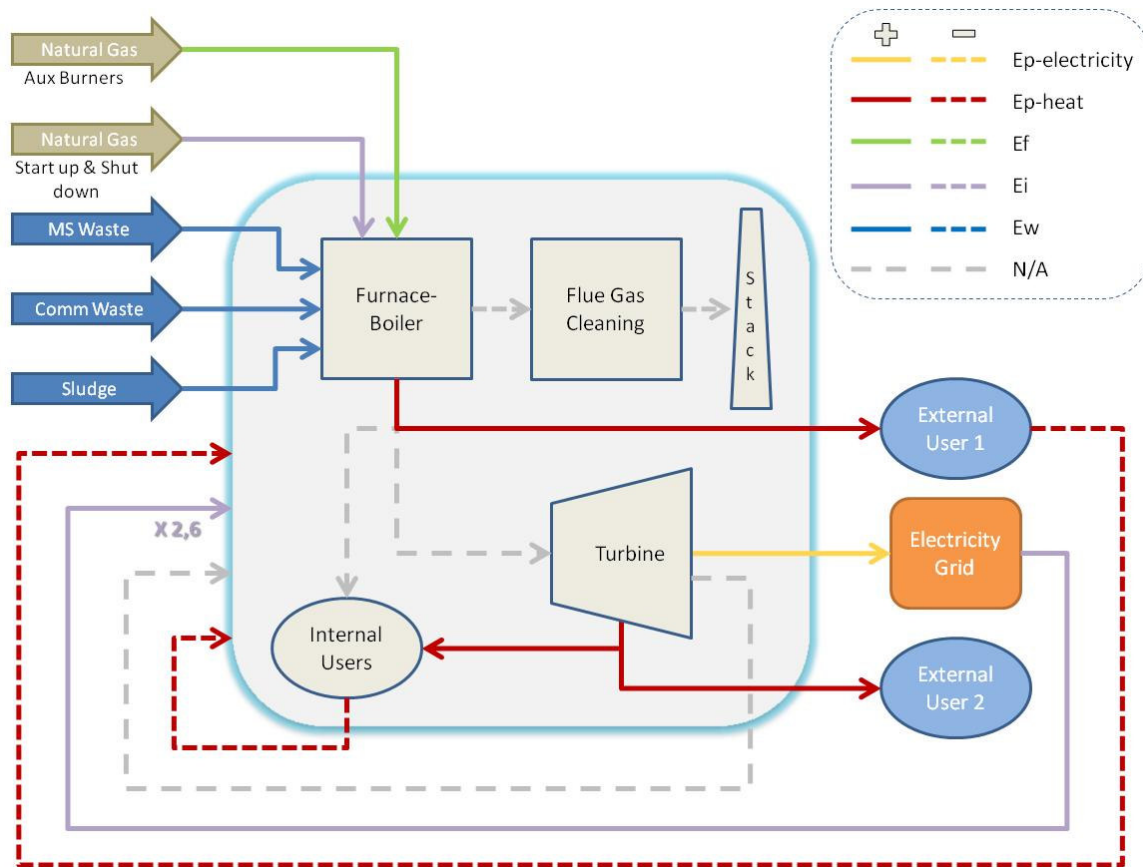 Natural Gas
Aux Burners
Natural Gas
Start up & Shut
down
MS Waste
Comm Waste
Sludge
Ep-electricity
Ep-heat
Ef
Ei
Ew
N/A
Furnace-
Boiler
Flue Gas
Cleaning
S
t
a
c
k
External
User 1
X 2,6
Turbine
Electricity
Grid
Internal
Users
External
User 2